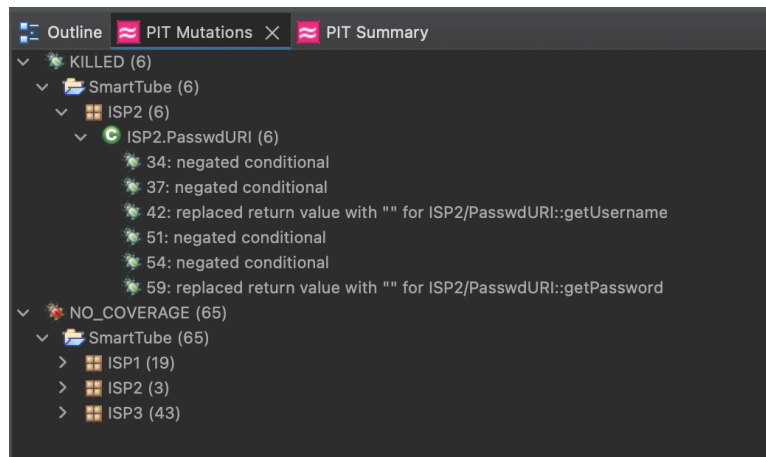 Outline PIT Mutations PIT Summary
KILLED (6)
SmartTube (6)
ISP2 (6)
ISP2.PasswdURI (6)
34: negated conditional
37: negated conditional
42: replaced return value with "" for ISP2/PasswdURI::getUsername
51: negated conditional
54: negated conditional
59: replaced return value with "" for ISP2/PasswdURI::getPassword
NO_COVERAGE (65)
SmartTube (65)
ISP1 (19)
ISP2 (3)
ISP3 (43)